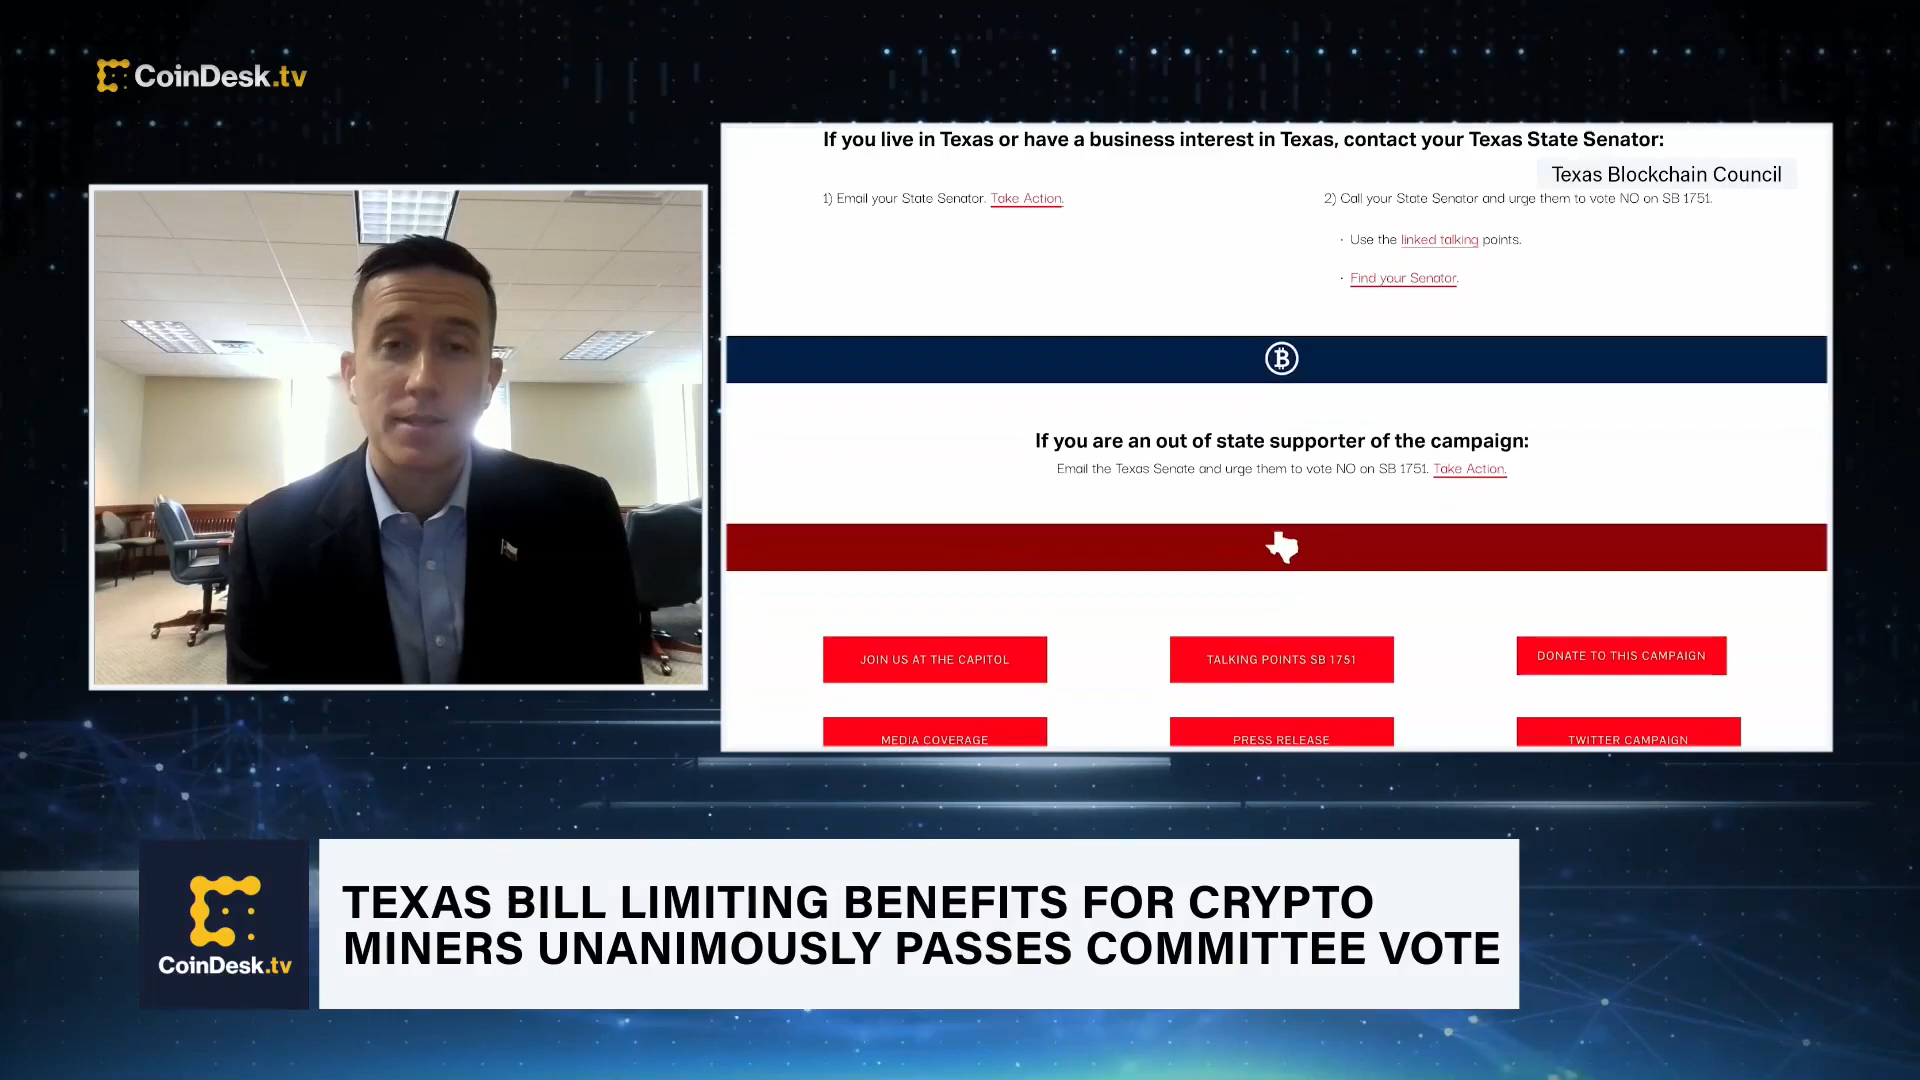 CoinDesk.tv
If you live in Texas or have a business interest in Texas, contact your Texas State Senator:
Texas Blockchain Council
1) Email your State Senator. Take Action.
2) Call your State Senator and urge them to vote NO on SB 1751.
· Use the linked talking points.
· Find your Senator.
If you are an out of state supporter of the campaign:
Email the Texas Senate and urge them to vote NO on SB 1751. Take Action.
JOIN US AT THE CAPITOL
TALKING POINTS SB 1751
DONATE TO THIS CAMPAIGN
MEDIA COVERAGE
PRESS RELEASE
TWITTER CAMPAIGN
CoinDesk.tv
TEXAS BILL LIMITING BENEFITS FOR CRYPTO
MINERS UNANIMOUSLY PASSES COMMITTEE VOTE